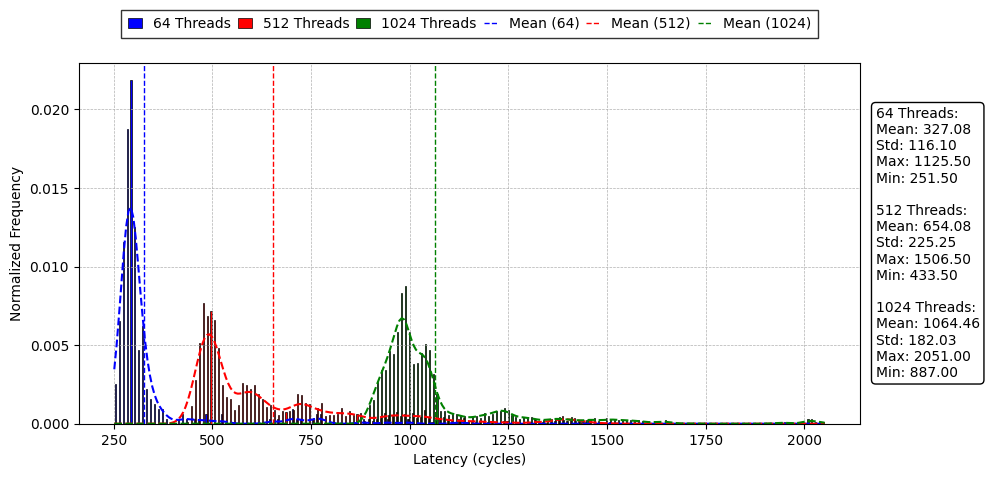 64 Threads 512 Threads 1024 Threads Mean (64) Mean (512) Mean (1024)
Normalized Frequency
0.020
0.015
0.010
0.005
0.000
250 500 750 1000 1250 1500 1750 2000
Latency (cycles)
64 Threads:
Mean: 327.08
Std: 116.10
Max: 1125.50
Min: 251.50
512 Threads:
Mean: 654.08
Std: 225.25
Max: 1506.50
Min: 433.50
1024 Threads:
Mean: 1064.46
Std: 182.03
Max: 2051.00
Min: 887.00